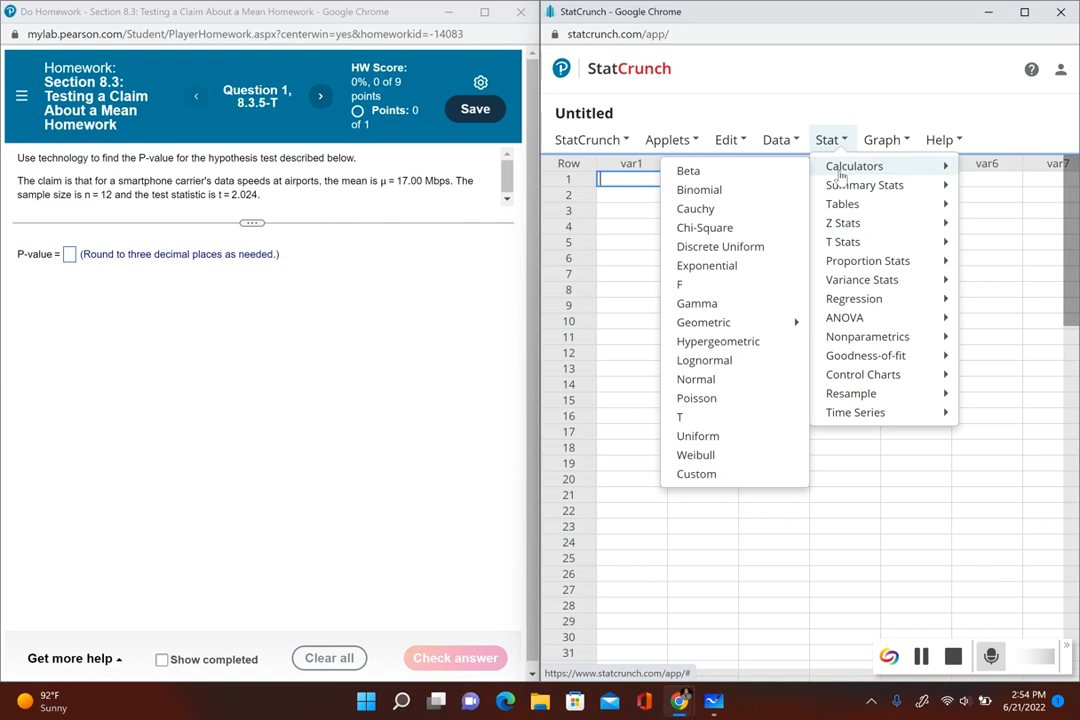 Do Homework - Section 8.3: Testing a Claim About a Mean Homework - Google Chrome
mylab.pearson.com/Student/PlayerHomework.aspx?centerwin=yes&homeworkid=-14083
Homework:
Section 8.3:
Testing a Claim
About a Mean
Homework
Question 1,
8.3.5-T
HW Score:
0%, 0 of 9
points
Points: 0
of 1
Save
Use technology to find the P-value for the hypothesis test described below.
The claim is that for a smartphone carrier's data speeds at airports, the mean is μ = 17.00 Mbps. The
sample size is n = 12 and the test statistic is t = 2.024.
P-value = (Round to three decimal places as needed.)
Get more help
Show completed
Clear all
Check answer
StatCrunch - Google Chrome
statcrunch.com/app/
P StatCrunch
Untitled
StatCrunch Applets Edit Data Stat Graph Help
Row var1 var6 var7
1
2
3
4
5
6
7
8
9
10
11
12
13
14
15
16
17
18
19
20
21
22
23
24
25
26
27
28
29
30
31
Beta
Binomial
Cauchy
Chi-Square
Discrete Uniform
Exponential
F
Gamma
Geometric
Hypergeometric
Lognormal
Normal
Poisson
T
Uniform
Weibull
Custom
Calculators
Summary Stats
Tables
Z Stats
T Stats
Proportion Stats
Variance Stats
Regression
ANOVA
Nonparametrics
Goodness-of-fit
Control Charts
Resample
Time Series
https://www.statcrunch.com/app/#
92°F
Sunny
2:54 PM
6/21/2022
1